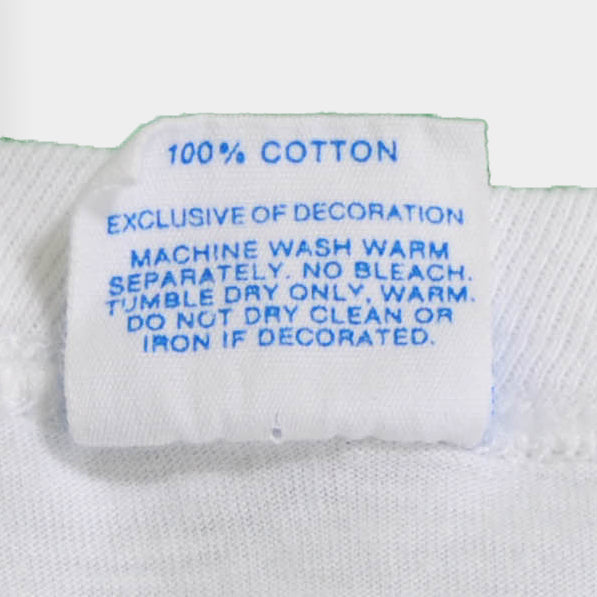 100% COTTON
EXCLUSIVE OF DECORATION
MACHINE WASH WARM
SEPARATELY. NO BLEACH.
TUMBLE DRY ONLY, WARM.
DO NOT DRY CLEAN OR
IRON IF DECORATED.